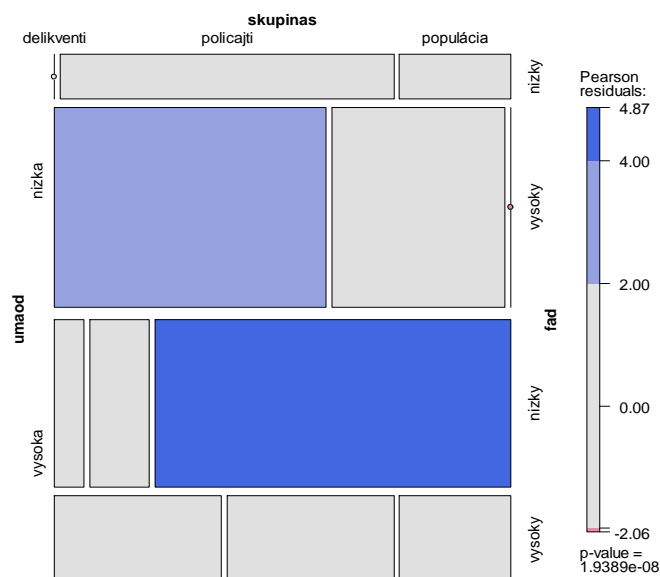 skupinas
delikventi policajti populácia
nizky
nizka
vysoky
umaod
fad
nizky
vysoka
vysoky
Pearson
residuals:
4.87
4.00
2.00
0.00
-2.06
p-value =
1.9389e-08